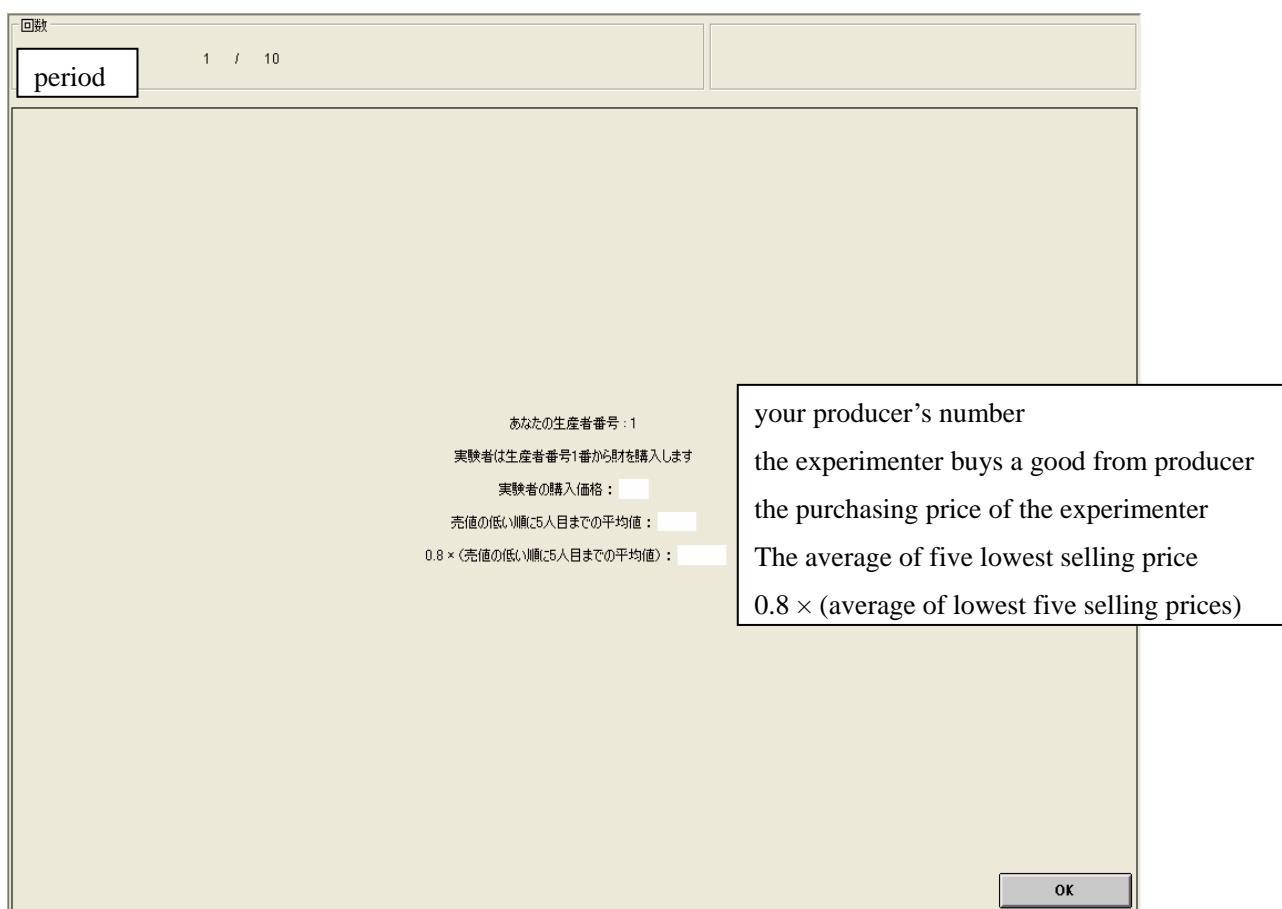 回数
period
1 / 10
あなたの生産者番号 : 1
実験者は生産者番号1番から財を購入します
実験者の購入価格：
売値の低い順に5人目までの平均値：
0.8 × (売値の低い順に5人目までの平均値)：
your producer’s number
the experimenter buys a good from producer
the purchasing price of the experimenter
The average of five lowest selling price
0.8 × (average of lowest five selling prices)
OK